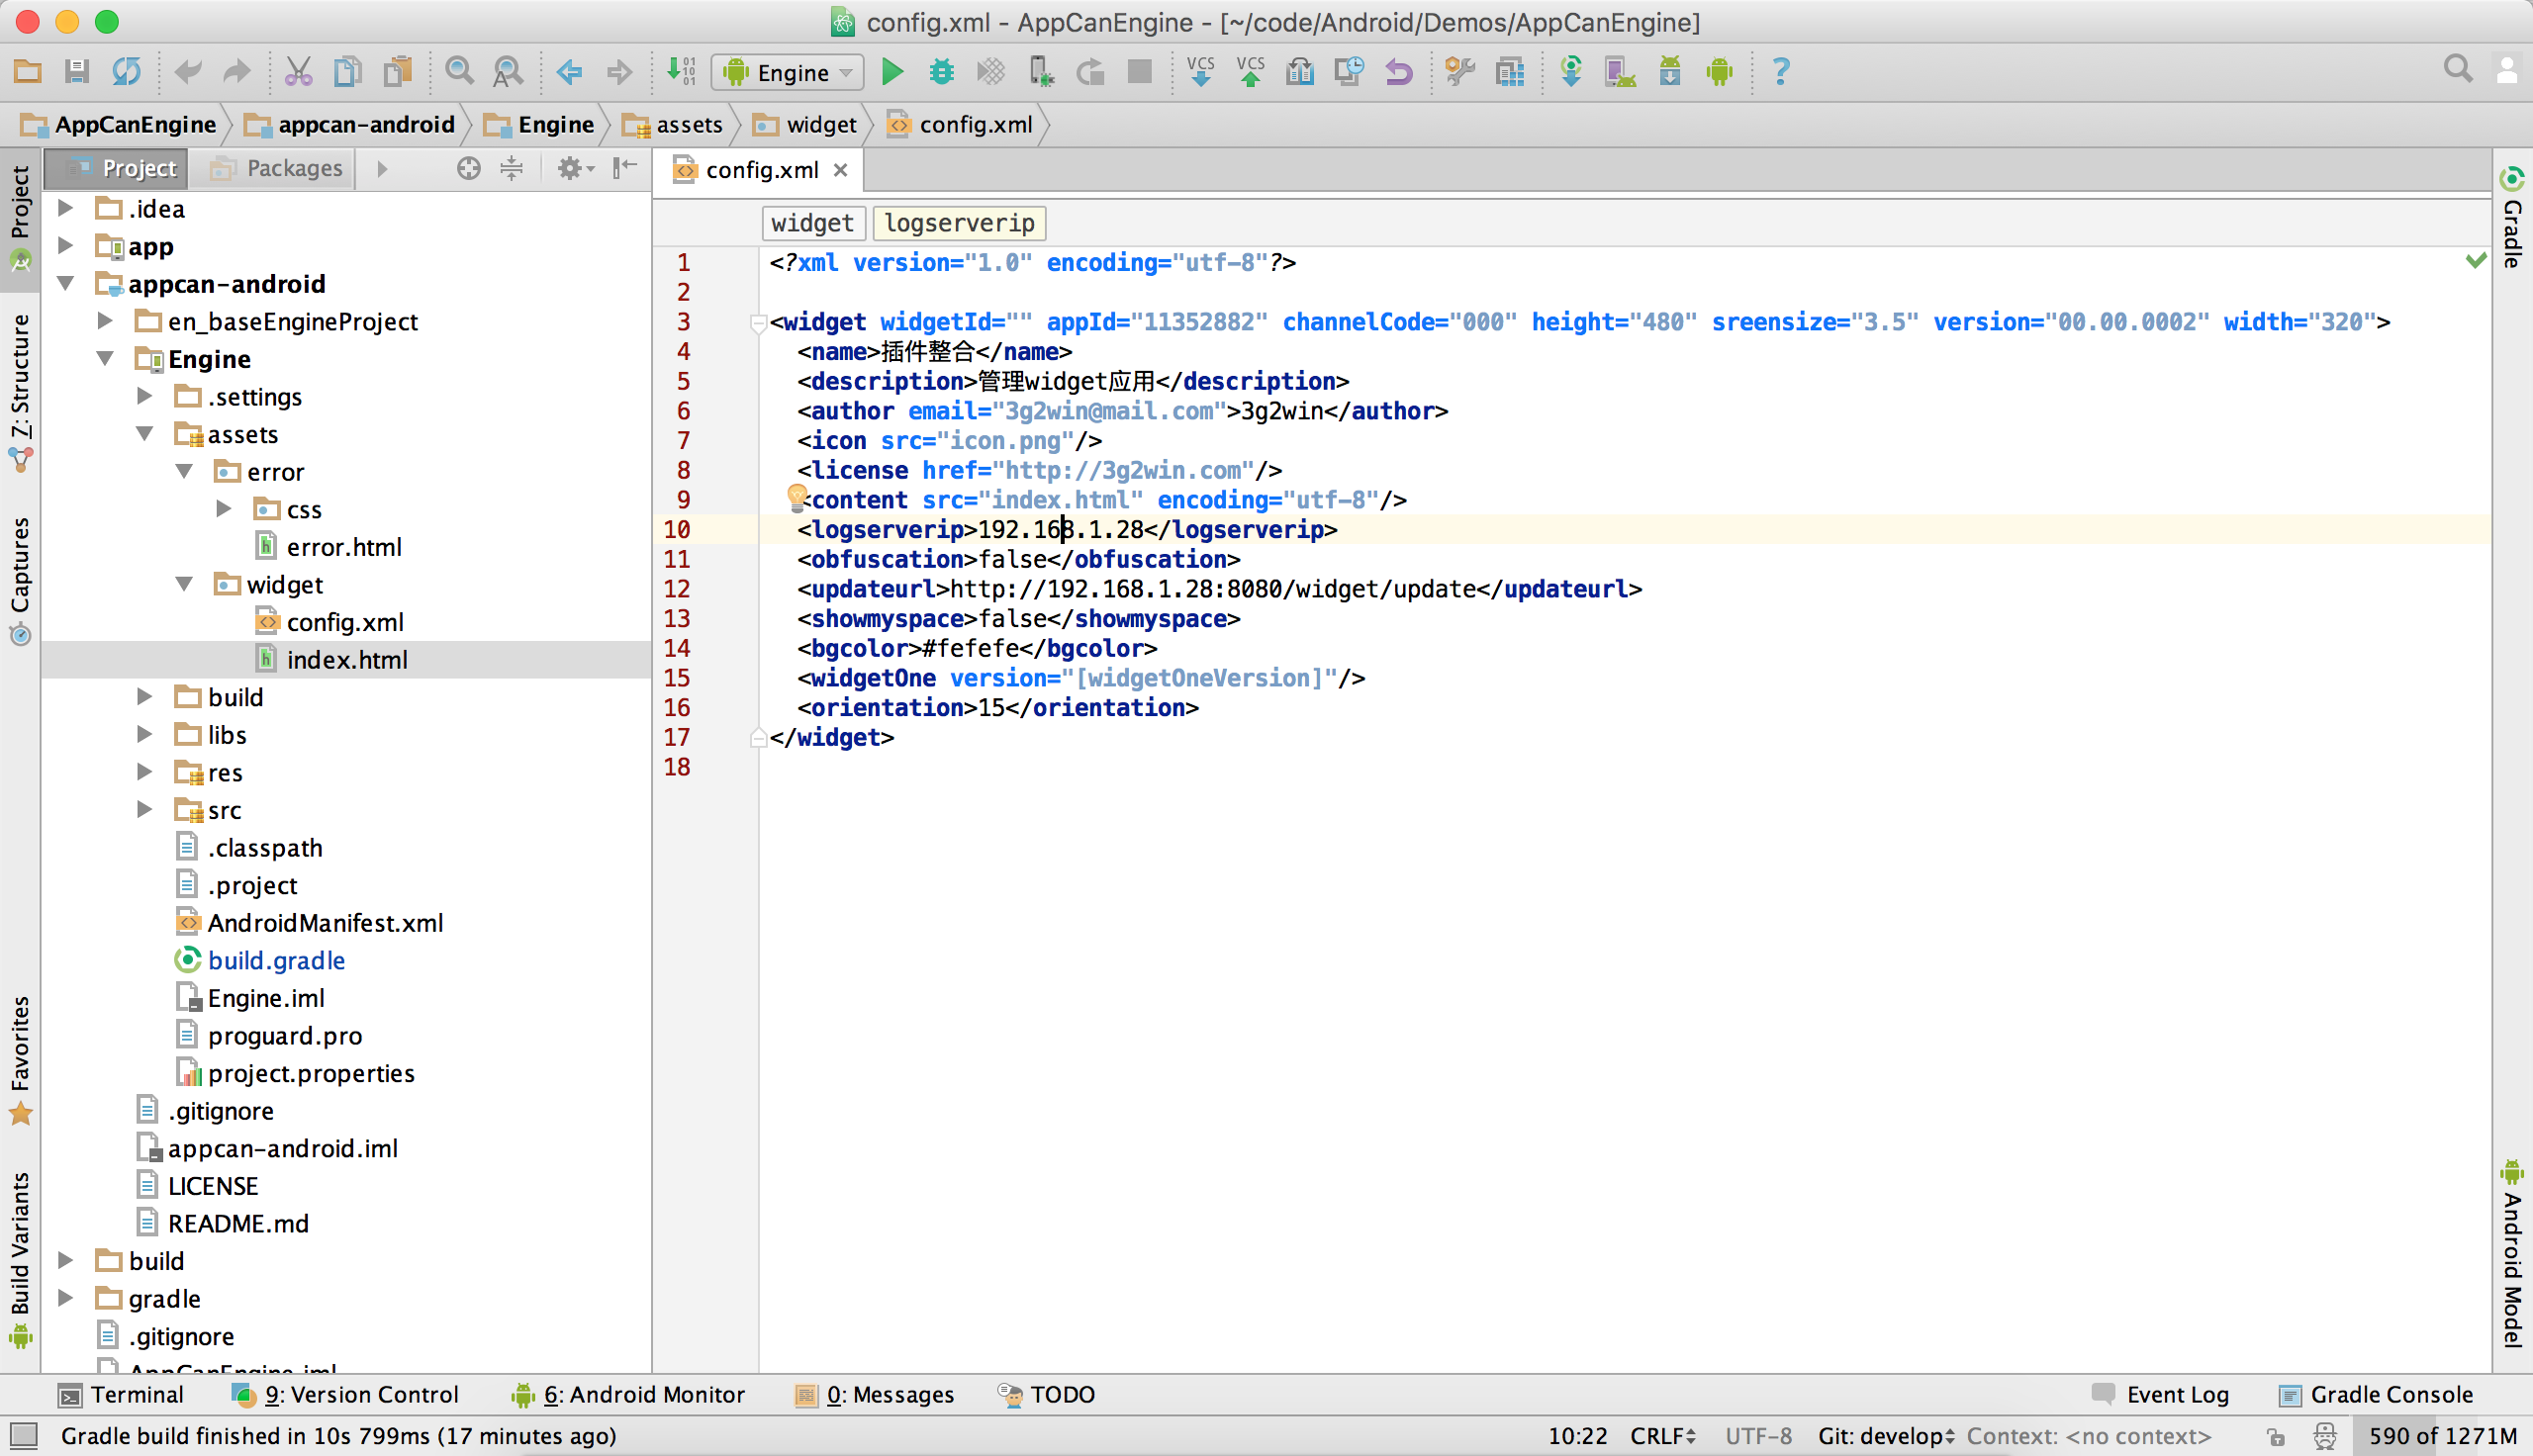 config.xml - AppCanEngine - [~/code/Android/Demos/AppCanEngine]
Engine
VCS VCS
AppCanEngine appcan-android Engine assets widget config.xml
Project Packages
config.xml
Project
Z: Structure
Captures
Favorites
Build Variants
.idea
app
appcan-android
en_baseEngineProject
Engine
.settings
assets
error
css
error.html
widget
config.xml
index.html
build
libs
res
src
.classpath
.project
AndroidManifest.xml
build.gradle
Engine.iml
proguard.pro
project.properties
.gitignore
appcan-android.iml
LICENSE
README.md
build
gradle
.gitignore
AppCanEngine.iml
widget logserverip
1 <?xml version="1.0" encoding="utf-8"?>
2
3 <widget widgetId="" appId="11352882" channelCode="000" height="480" sreensize="3.5" version="00.00.0002" width="320">
4 <name>插件整合</name>
5 <description>管理widget应用</description>
6 <author email="3g2win@mail.com">3g2win</author>
7 <icon src="icon.png"/>
8 <license href="http://3g2win.com"/>
9 <content src="index.html" encoding="utf-8"/>
10 <logserverip>192.168.1.28</logserverip>
11 <obfuscation>false</obfuscation>
12 <updateurl>http://192.168.1.28:8080/widget/update</updateurl>
13 <showmyspace>false</showmyspace>
14 <bgcolor>#fefefe</bgcolor>
15 <widgetOne version="[widgetOneVersion]"/>
16 <orientation>15</orientation>
17 </widget>
18
Gradle
Android Model
Terminal 9: Version Control 6: Android Monitor 0: Messages TODO Event Log Gradle Console
Gradle build finished in 10s 799ms (17 minutes ago) 10:22 CRLF UTF-8 Git: develop Context: <no context> 590 of 1271M